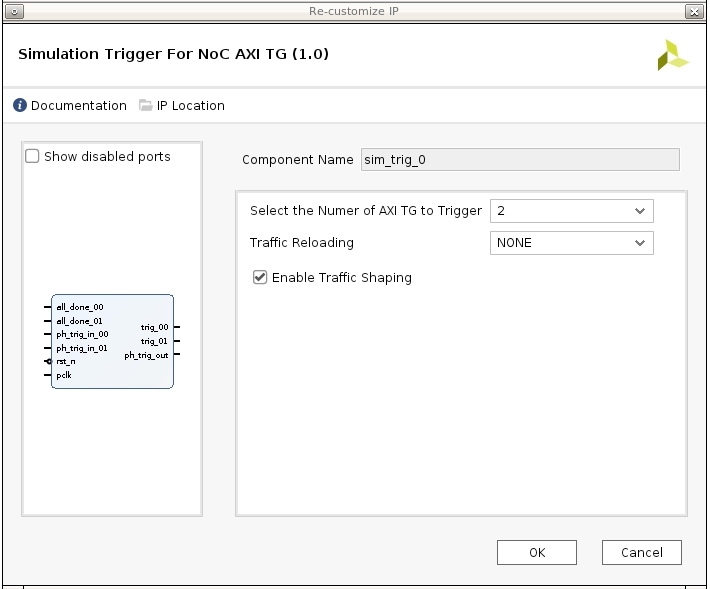 Re-customize IP
Simulation Trigger For NoC AXI TG (1.0)
Documentation IP Location
Show disabled ports
Component Name sim_trig_0
Select the Numer of AXI TG to Trigger 2
Traffic Reloading NONE
Enable Traffic Shaping
all_done_00
all_done_01
ph_trig_in_00
ph_trig_in_01
rst_n
pclk
trig_00
trig_01
ph_trig_out
OK Cancel